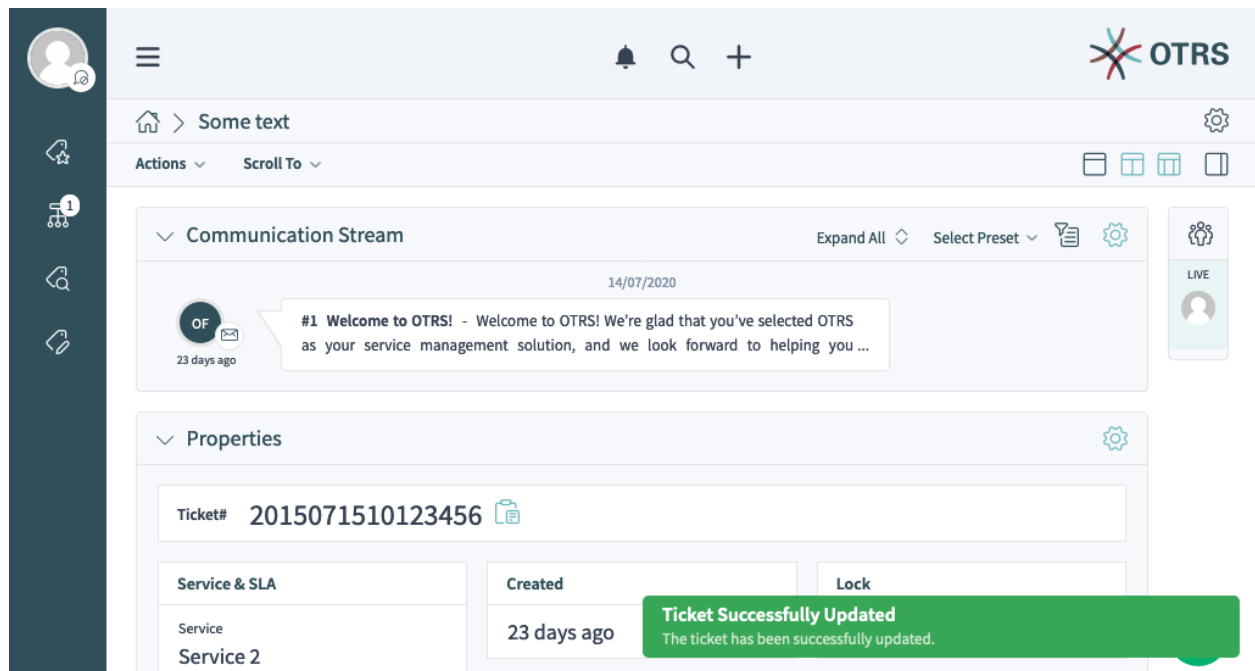 OTRS
Some text
Actions
Scroll To
Communication Stream
Expand All
Select Preset
1
14/07/2020
LIVE
OF
#1 Welcome to OTRS! - Welcome to OTRS! We're glad that you've selected OTRS
as your service management solution, and we look forward to helping you ...
23 days ago
Properties
Ticket# 2015071510123456
Service & SLA
Created
Lock
Service
Service 2
23 days ago
Ticket Successfully Updated
The ticket has been successfully updated.